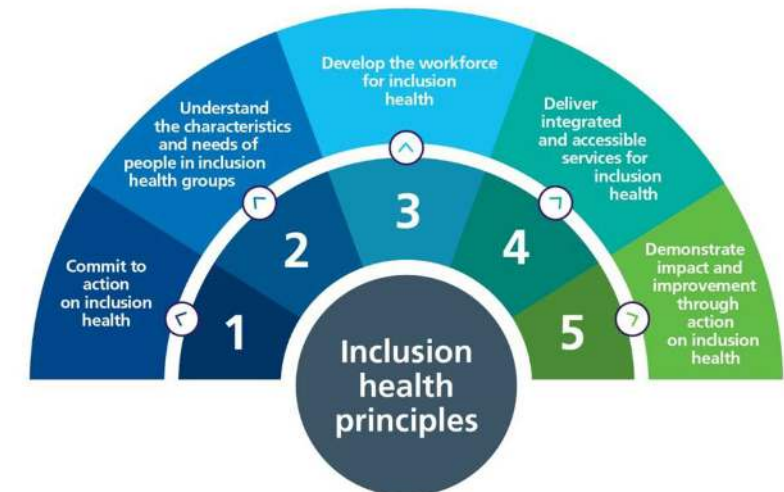 1
Commit to
action
on inclusion
health
2
Understand
the characteristics
and needs of
people in inclusion
health groups
3
Develop the workforce
for inclusion
health
4
Deliver
integrated
and accessible
services for
inclusion
health
5
Demonstrate
impact and
improvement
through
action
on inclusion
health
Inclusion
health
principles